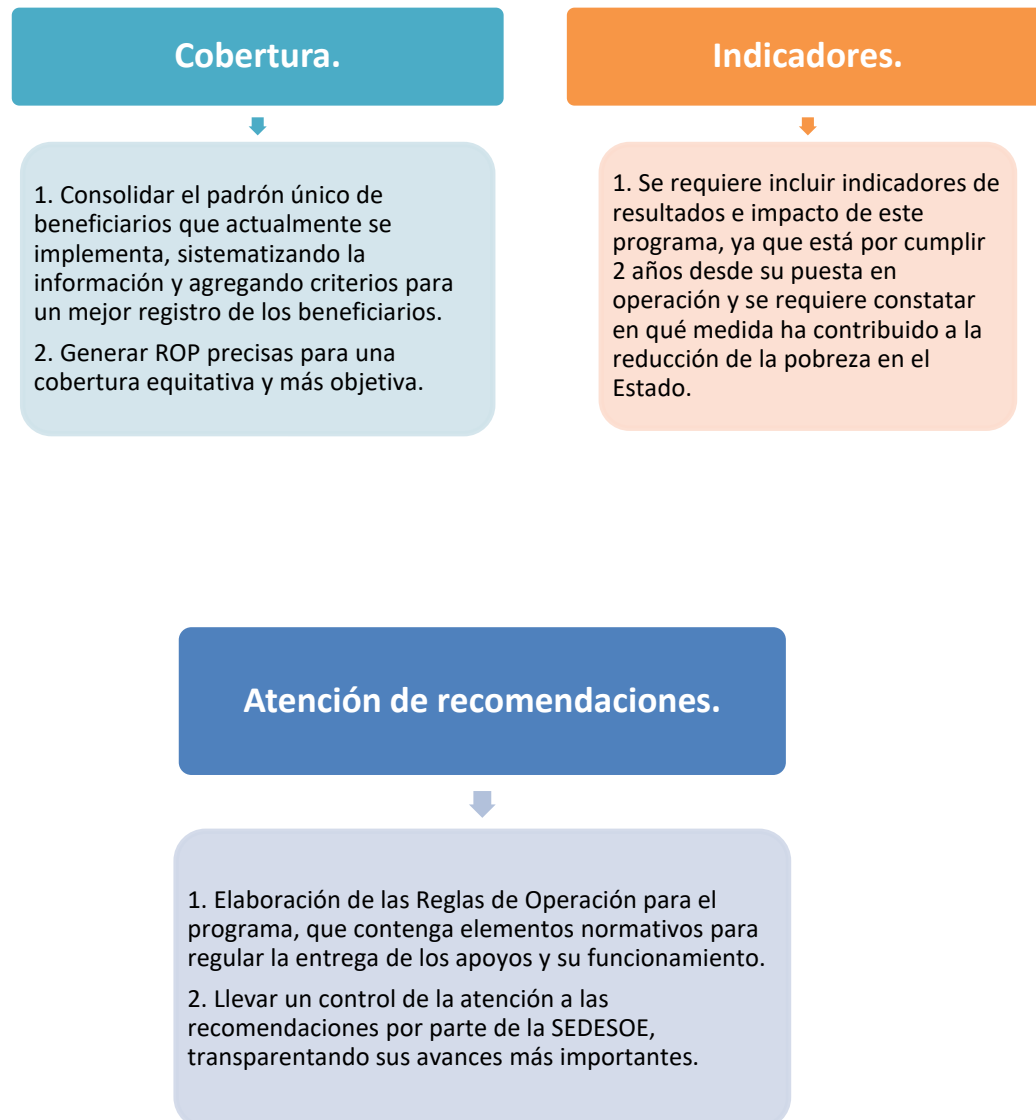 Cobertura.
1. Consolidar el padrón único de
beneficiarios que actualmente se
implementa, sistematizando la
información y agregando criterios para
un mejor registro de los beneficiarios.
2. Generar ROP precisas para una
cobertura equitativa y más objetiva.
Indicadores.
1. Se requiere incluir indicadores de
resultados e impacto de este
programa, ya que está por cumplir
2 años desde su puesta en
operación y se requiere constatar
en qué medida ha contribuido a la
reducción de la pobreza en el
Estado.
Atención de recomendaciones.
1. Elaboración de las Reglas de Operación para el
programa, que contenga elementos normativos para
regular la entrega de los apoyos y su funcionamiento.
2. Llevar un control de la atención a las
recomendaciones por parte de la SEDESOE,
transparentando sus avances más importantes.